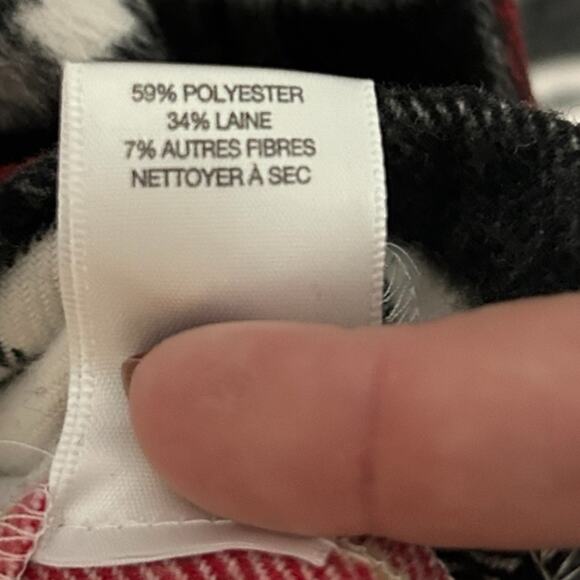 59% POLYESTER
34% LAINE
7% AUTRES FIBRES
NETTOYER À SEC